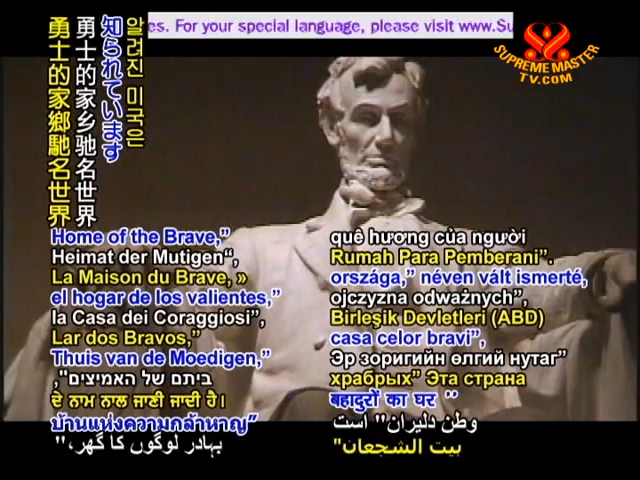 es. For your special language, please visit www.Su
SUPREME MASTER
TV.COM
알려진 미국은
知られています
勇士的家乡驰名世界
勇士的家鄉馳名世界
Home of the Brave,”
Heimat der Mutigen“,
La Maison du Brave, »
el hogar de los valientes,”
la Casa dei Coraggiosi”,
Lar dos Bravos,”
Thuis van de Moedigen,”
ביתם של האמיצים",
ਦੇ ਨਾਮ ਨਾਲ ਜਾਣੀ ਜਾਂਦੀ ਹੈ।
บ้านแห่งความกล้าหาญ”
بہادر لوگوں کا گھر،"
quê hương của người
Rumah Para Pemberani”.
országa,” néven vált ismerté,
ojczyzna odważnych”,
Birleşik Devletleri (ABD)
casa celor bravi”,
Эр зоригийн өлгий нутаг”
храбрых” Эта страна
बहादुरों का घर ’’
وطن دلیران" است
بيت الشجعان"